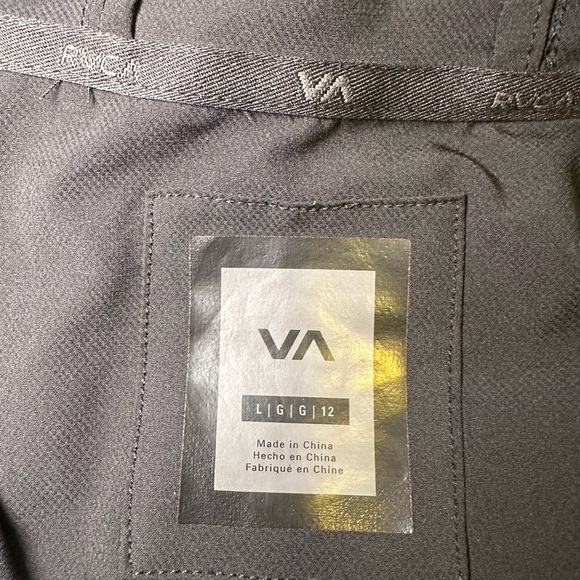 RVCA VA RVCA
VA
L | G | G | 12
Made in China
Hecho en China
Fabriqué en Chine